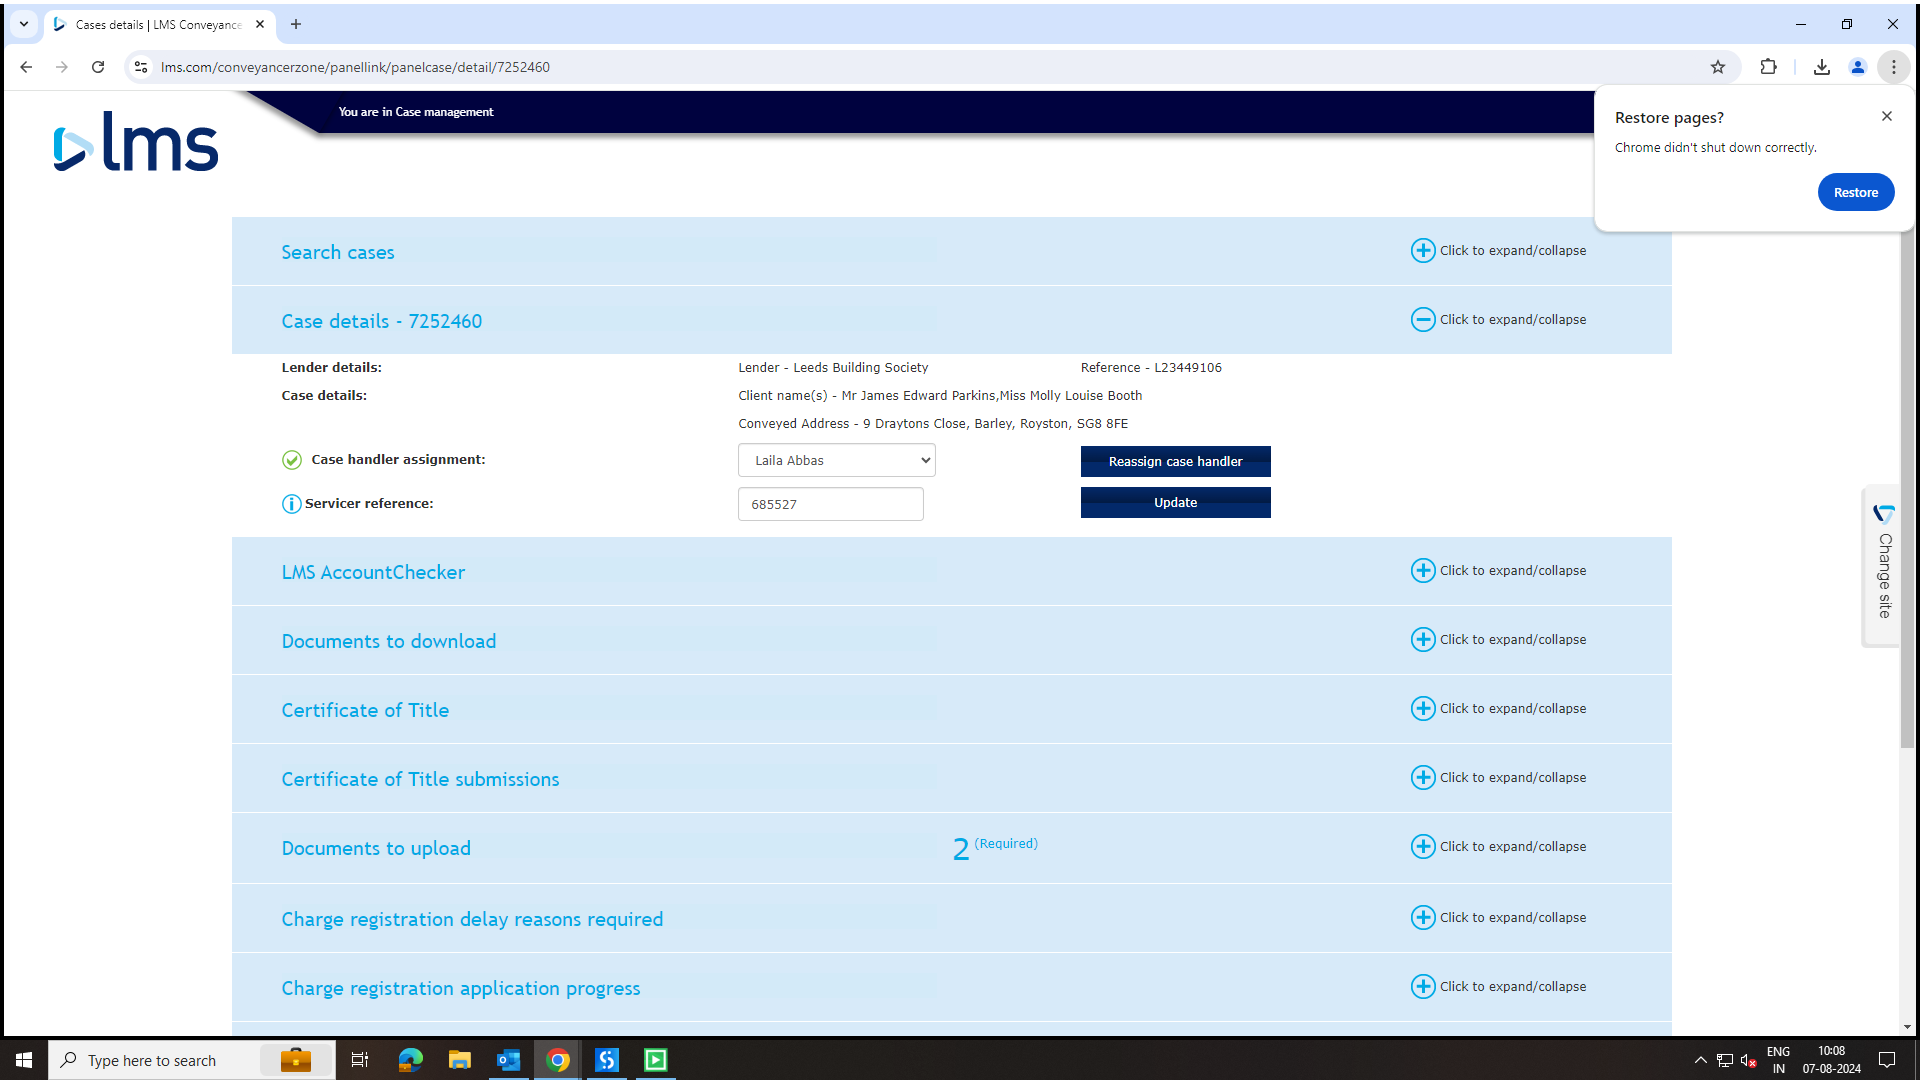 Cases details | LMS Conveyance
lms.com/conveyancerzone/panellink/panelcase/detail/7252460
You are in Case management
lms
Restore pages?
Chrome didn't shut down correctly.
Restore
Search cases
Click to expand/collapse
Case details - 7252460
Click to expand/collapse
Lender details: Lender - Leeds Building Society Reference - L23449106
Case details: Client name(s) - Mr James Edward Parkins,Miss Molly Louise Booth
Conveyed Address - 9 Draytons Close, Barley, Royston, SG8 8FE
Case handler assignment: Laila Abbas Reassign case handler
Servicer reference: 685527 Update
Change site
LMS AccountChecker Click to expand/collapse
Documents to download Click to expand/collapse
Certificate of Title Click to expand/collapse
Certificate of Title submissions Click to expand/collapse
Documents to upload 2 (Required) Click to expand/collapse
Charge registration delay reasons required Click to expand/collapse
Charge registration application progress Click to expand/collapse
Type here to search
ENG
IN
10:08
07-08-2024